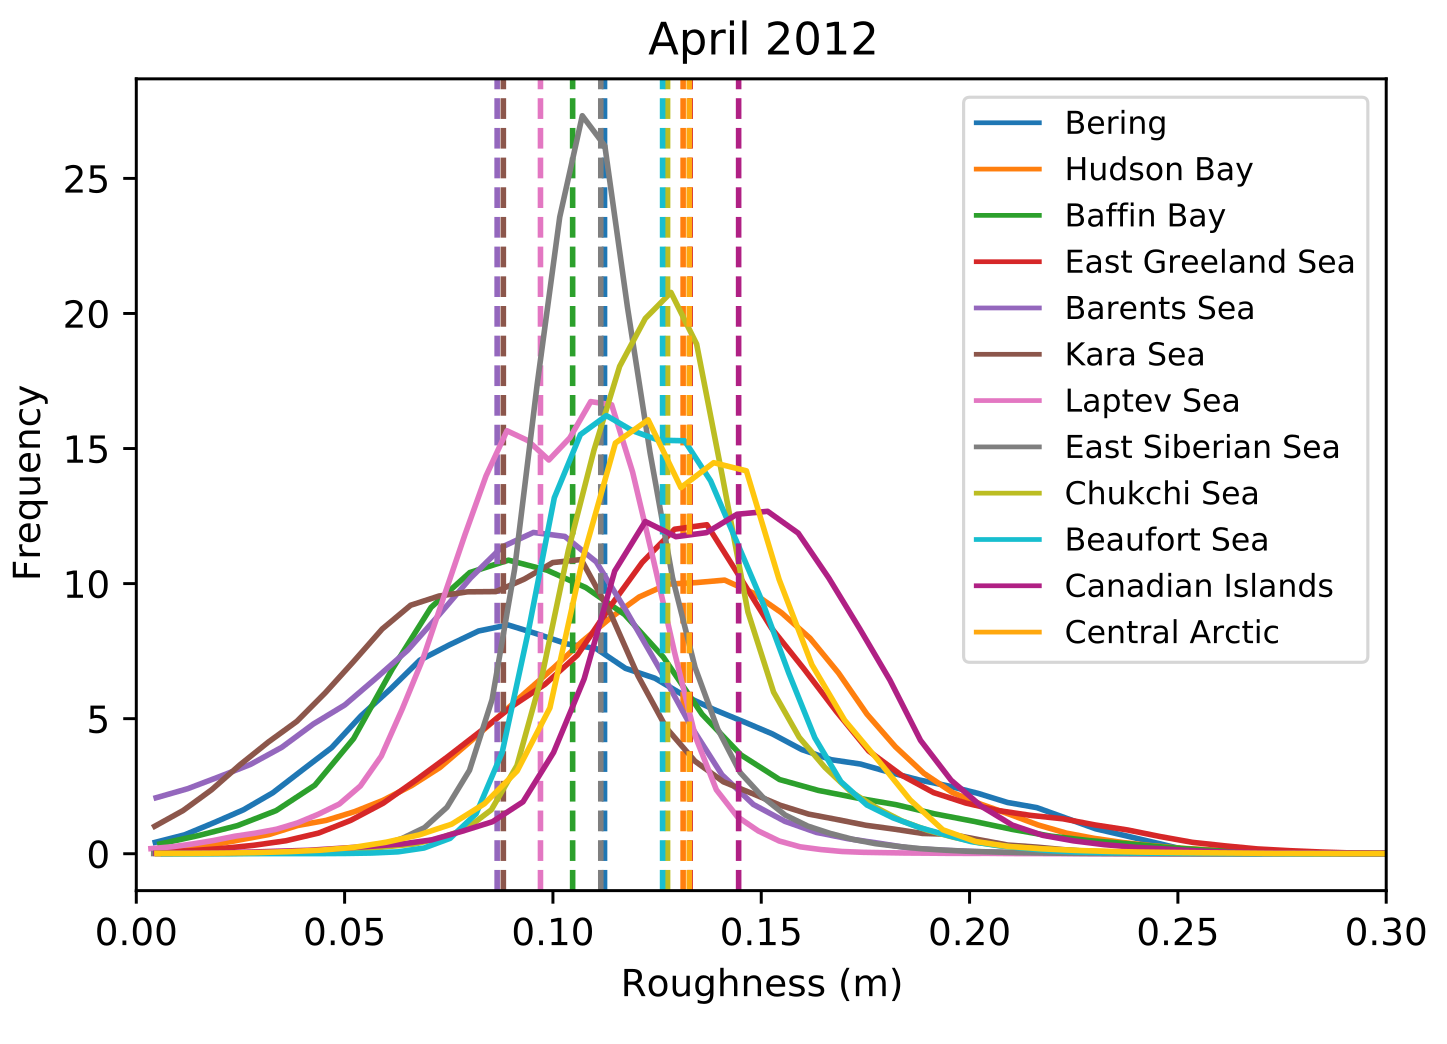 April 2012
Frequency
25
20
15
10
5
0
0.00 0.05 0.10 0.15 0.20 0.25 0.30
Roughness (m)
Bering
Hudson Bay
Baffin Bay
East Greeland Sea
Barents Sea
Kara Sea
Laptev Sea
East Siberian Sea
Chukchi Sea
Beaufort Sea
Canadian Islands
Central Arctic